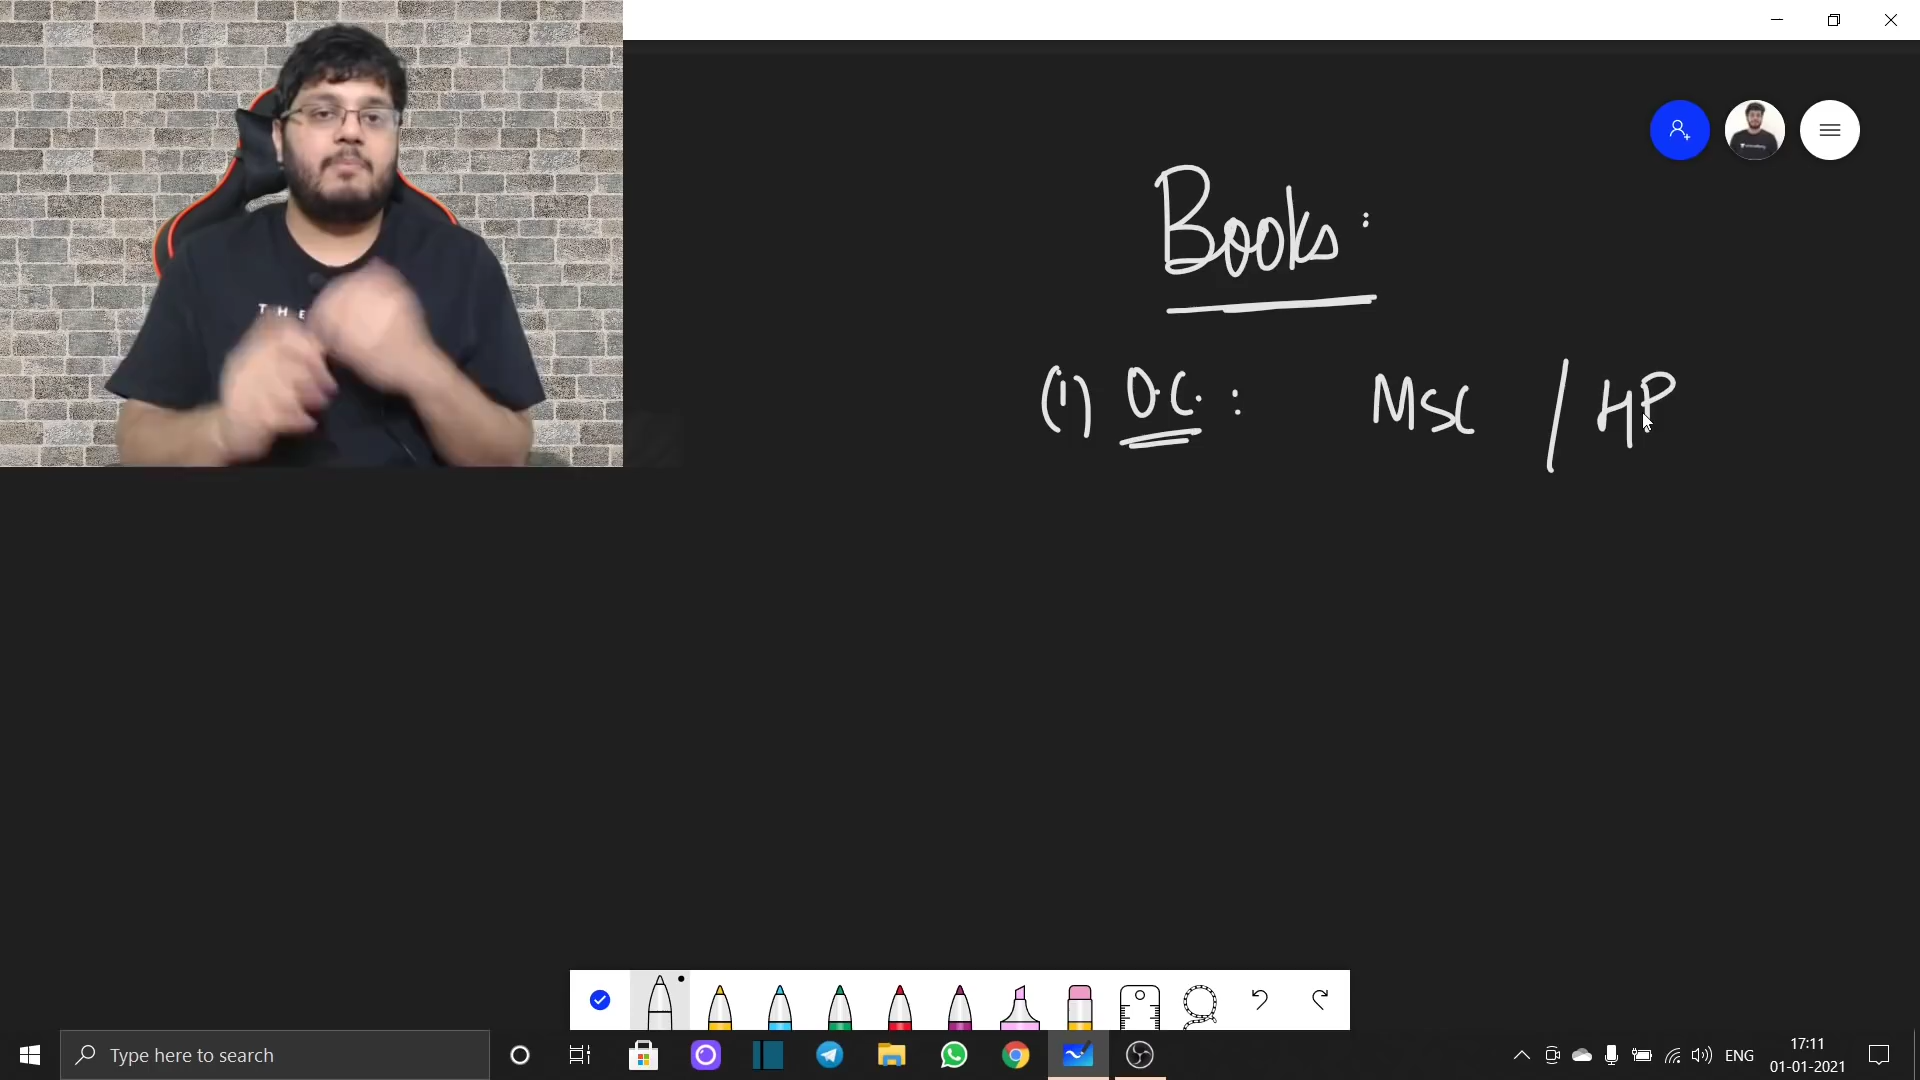 THE
Books:
(1) O.C.: MSC / HP
Type here to search
ENG
17:11
01-01-2021